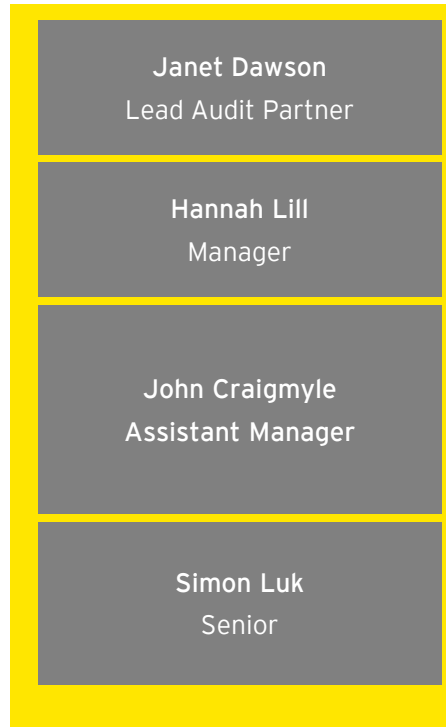 Janet Dawson
Lead Audit Partner
Hannah Lill
Manager
John Craigmyle
Assistant Manager
Simon Luk
Senior